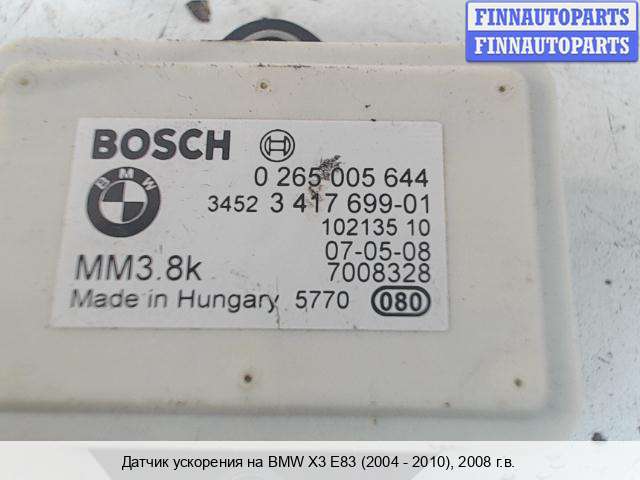 FINNAUTOPARTS
FINNAUTOPARTS
BOSCH
BMW
0 265 005 644
3452 3 417 699-01
102135 10
07-05-08
MM3.8k 7008328
Made in Hungary 5770 080
Датчик ускорения на BMW X3 E83 (2004 - 2010), 2008 г.в.